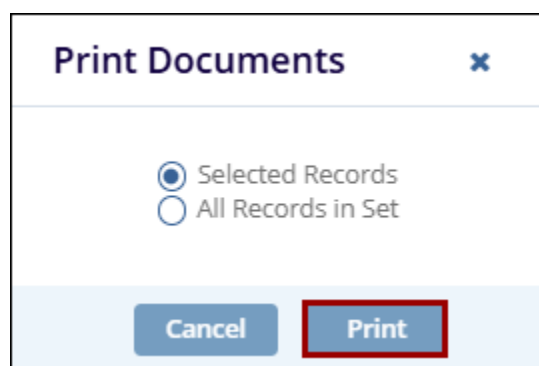 Print Documents
Selected Records
All Records in Set
Cancel Print